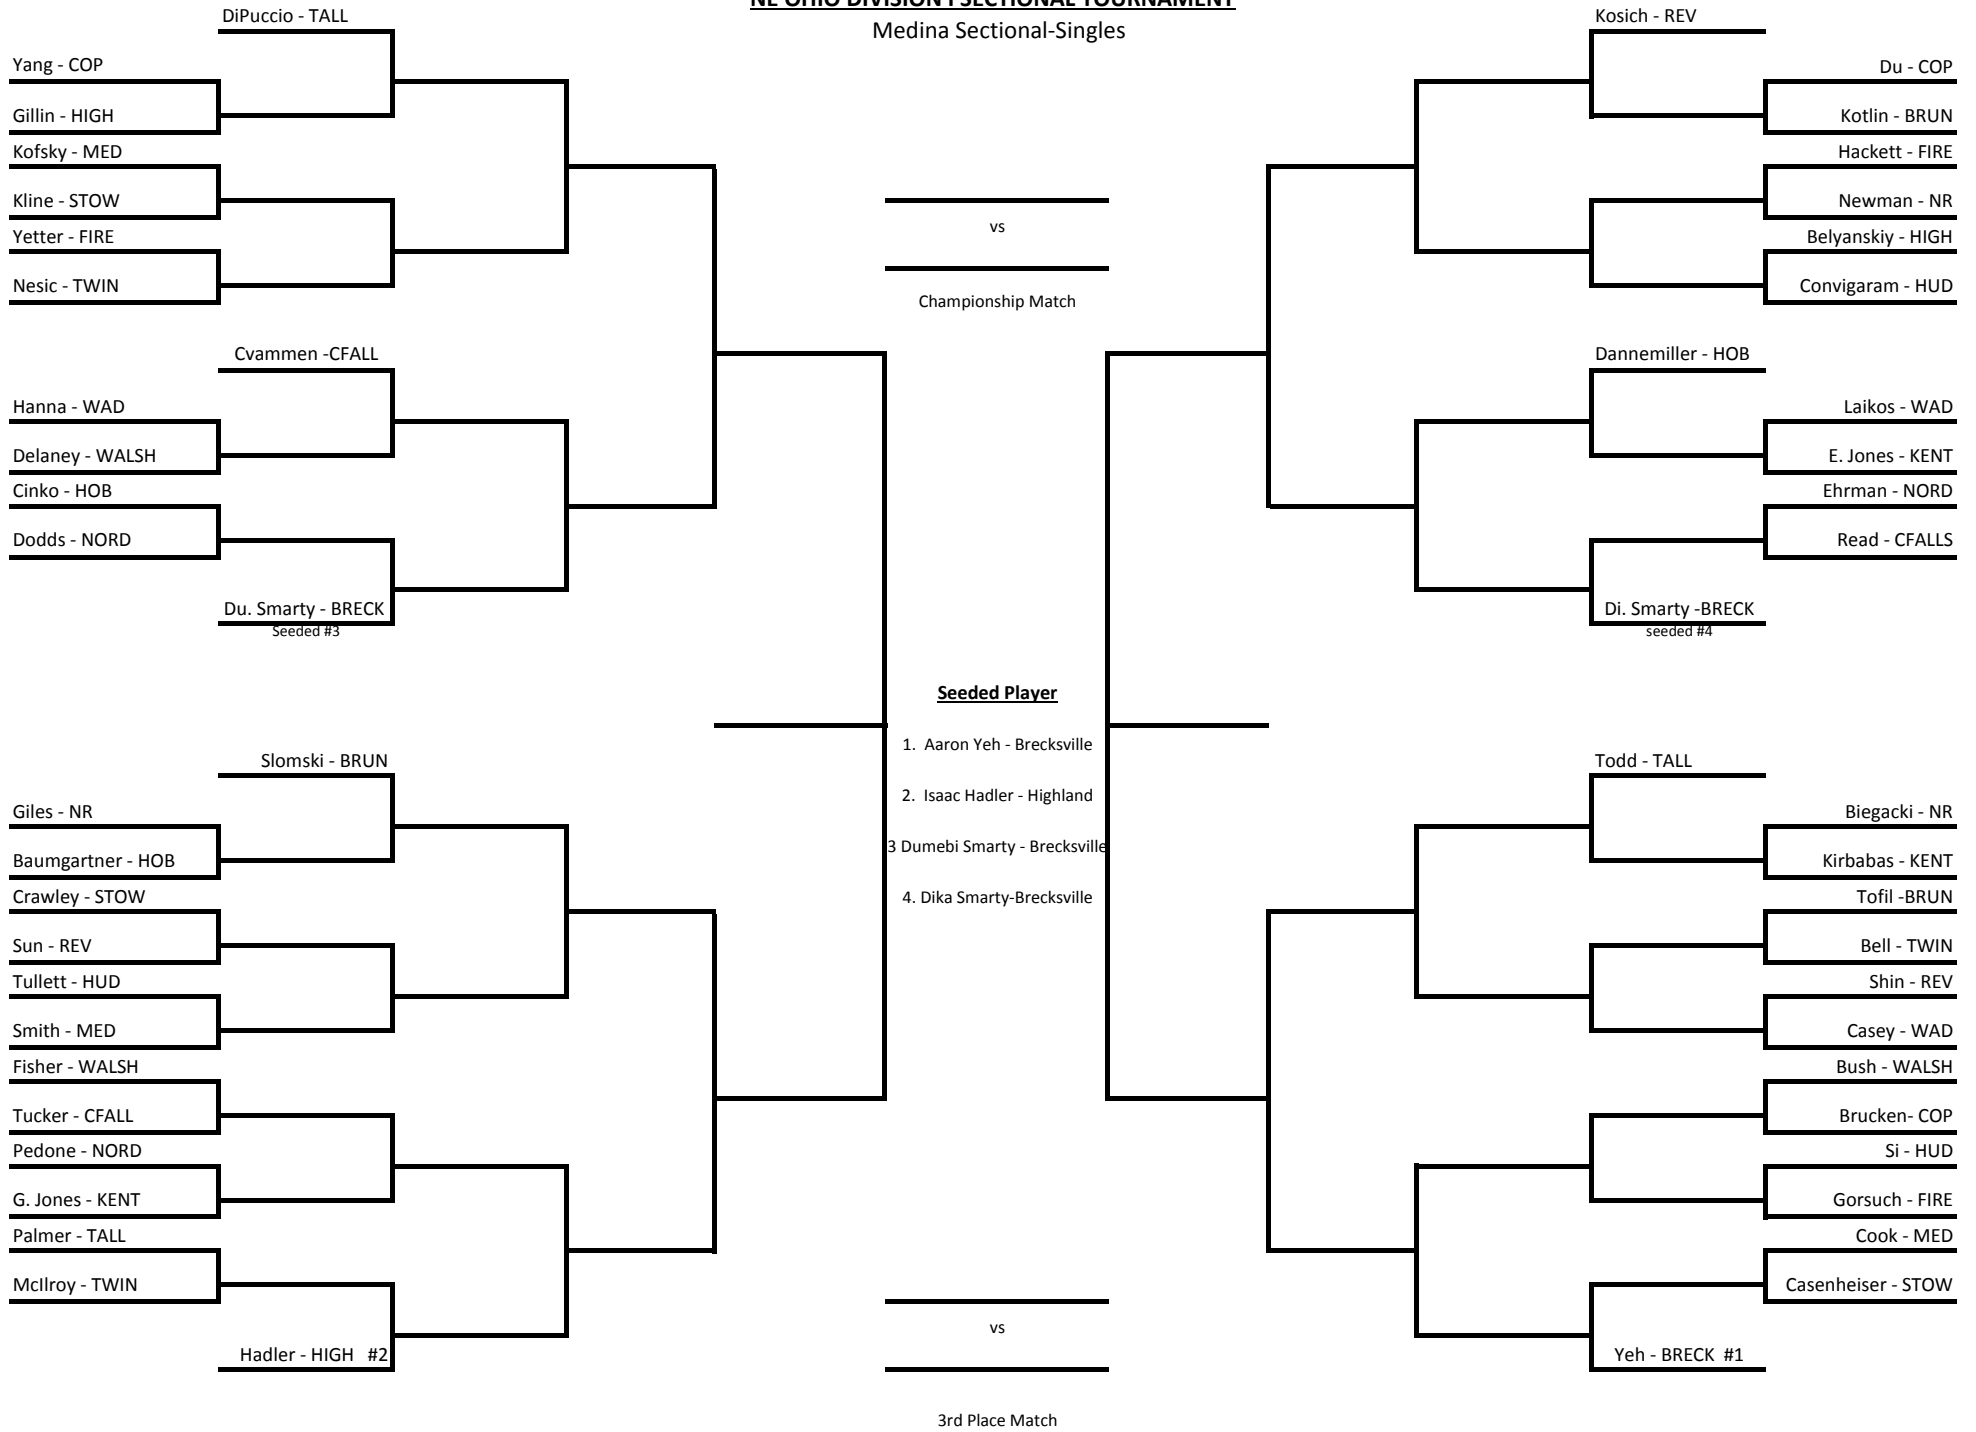 NE OHIO DIVISION I SECTIONAL TOURNAMENT
Medina Sectional-Singles
DiPuccio - TALL
Yang - COP
Gillin - HIGH
Kofsky - MED
Kline - STOW
Yetter - FIRE
Nesic - TWIN
Cvammen -CFALL
Hanna - WAD
Delaney - WALSH
Cinko - HOB
Dodds - NORD
Du. Smarty - BRECK
Seeded #3
Slomski - BRUN
Giles - NR
Baumgartner - HOB
Crawley - STOW
Sun - REV
Tullett - HUD
Smith - MED
Fisher - WALSH
Tucker - CFALL
Pedone - NORD
G. Jones - KENT
Palmer - TALL
McIlroy - TWIN
Hadler - HIGH #2
vs
Championship Match
Seeded Player
1. Aaron Yeh - Brecksville
2. Isaac Hadler - Highland
3 Dumebi Smarty - Brecksville
4. Dika Smarty-Brecksville
vs
3rd Place Match
Kosich - REV
Du - COP
Kotlin - BRUN
Hackett - FIRE
Newman - NR
Belyanskiy - HIGH
Convigaram - HUD
Dannemiller - HOB
Laikos - WAD
E. Jones - KENT
Ehrman - NORD
Read - CFALLS
Di. Smarty -BRECK
seeded #4
Todd - TALL
Biegacki - NR
Kirbabas - KENT
Tofil -BRUN
Bell - TWIN
Shin - REV
Casey - WAD
Bush - WALSH
Brucken- COP
Si - HUD
Gorsuch - FIRE
Cook - MED
Casenheiser - STOW
Yeh - BRECK #1